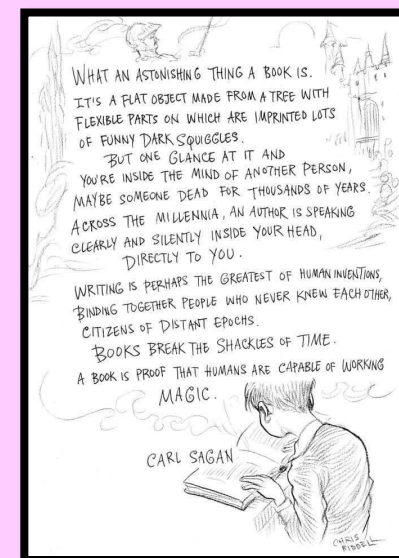 WHAT AN ASTONISHING THING A BOOK IS.
IT'S A FLAT OBJECT MADE FROM A TREE WITH
FLEXIBLE PARTS ON WHICH ARE IMPRINTED LOTS
OF FUNNY DARK SQUIGGLES.
BUT ONE GLANCE AT IT AND
YOU'RE INSIDE THE MIND OF ANOTHER PERSON,
MAYBE SOMEONE DEAD FOR THOUSANDS OF YEARS.
ACROSS THE MILLENNIA, AN AUTHOR IS SPEAKING
CLEARLY AND SILENTLY INSIDE YOUR HEAD,
DIRECTLY TO YOU.
WRITING IS PERHAPS THE GREATEST OF HUMAN INVENTIONS,
BINDING TOGETHER PEOPLE WHO NEVER KNEW EACH OTHER,
CITIZENS OF DISTANT EPOCHS.
BOOKS BREAK THE SHACKLES OF TIME.
A BOOK IS PROOF THAT HUMANS ARE CAPABLE OF WORKING
MAGIC.
CARL SAGAN
CHRIS
RIDDELL